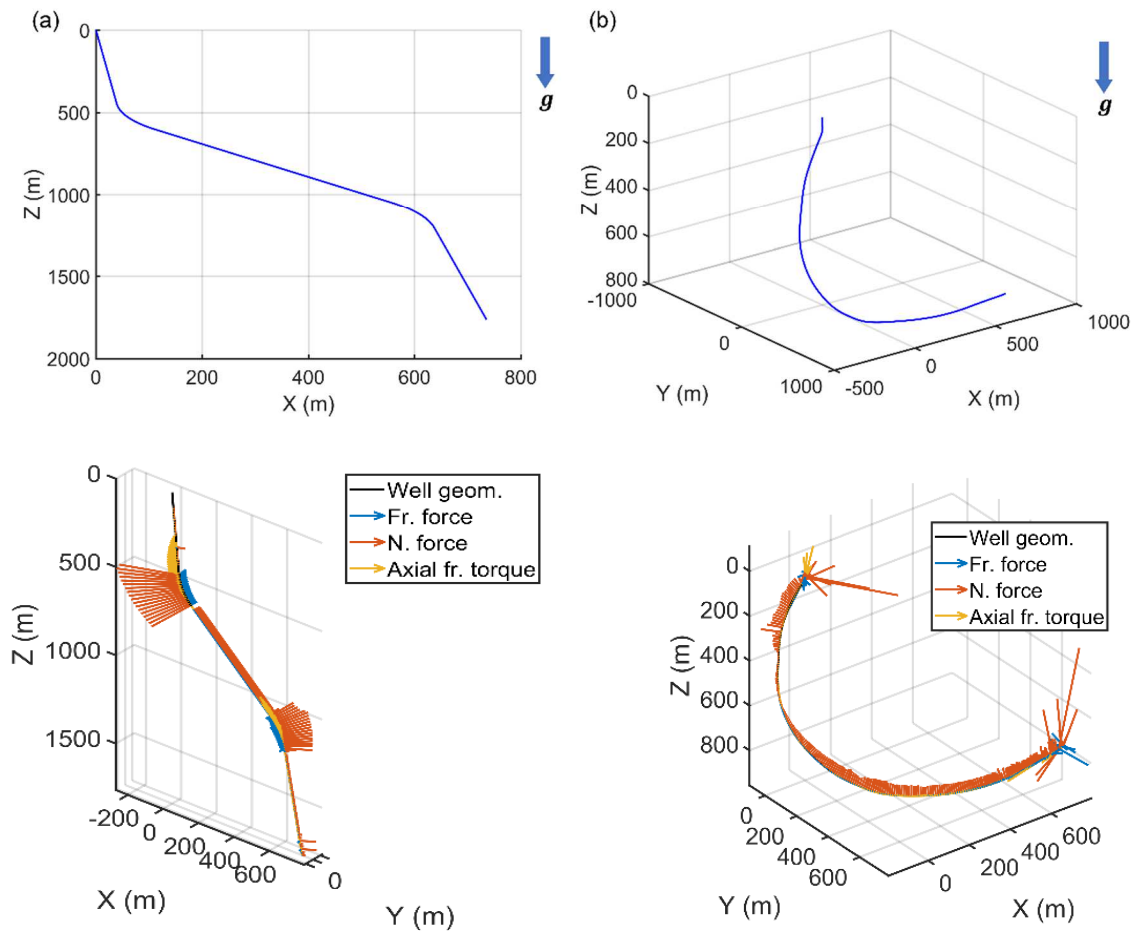 (a)
0
500
1000
1500
2000
Z (m)
0
200
400
600
800
X (m)
g
(b)
0
200
400
600
800
Z (m)
-1000
0
1000
Y (m)
-500
0
500
1000
X (m)
g
0
500
1000
1500
Z (m)
-200
0
200
400
600
X (m)
0
Y (m)
Well geom.
Fr. force
N. force
Axial fr. torque
0
200
400
600
800
Z (m)
0
200
400
600
Y (m)
0
200
400
600
X (m)
Well geom.
Fr. force
N. force
Axial fr. torque